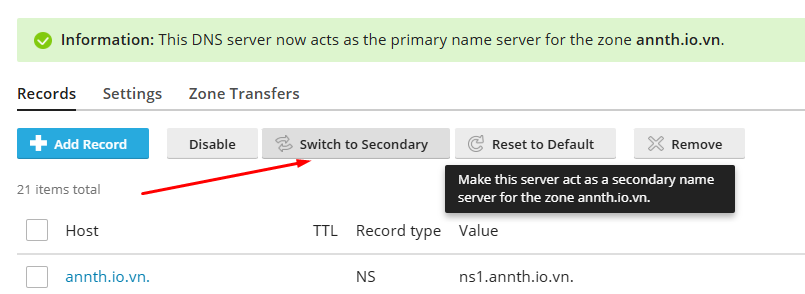 Information: This DNS server now acts as the primary name server for the zone annth.io.vn.
Records Settings Zone Transfers
Add Record Disable Switch to Secondary Reset to Default Remove
21 items total
Make this server act as a secondary name
server for the zone annth.io.vn.
Host TTL Record type Value
annth.io.vn. NS ns1.annth.io.vn.